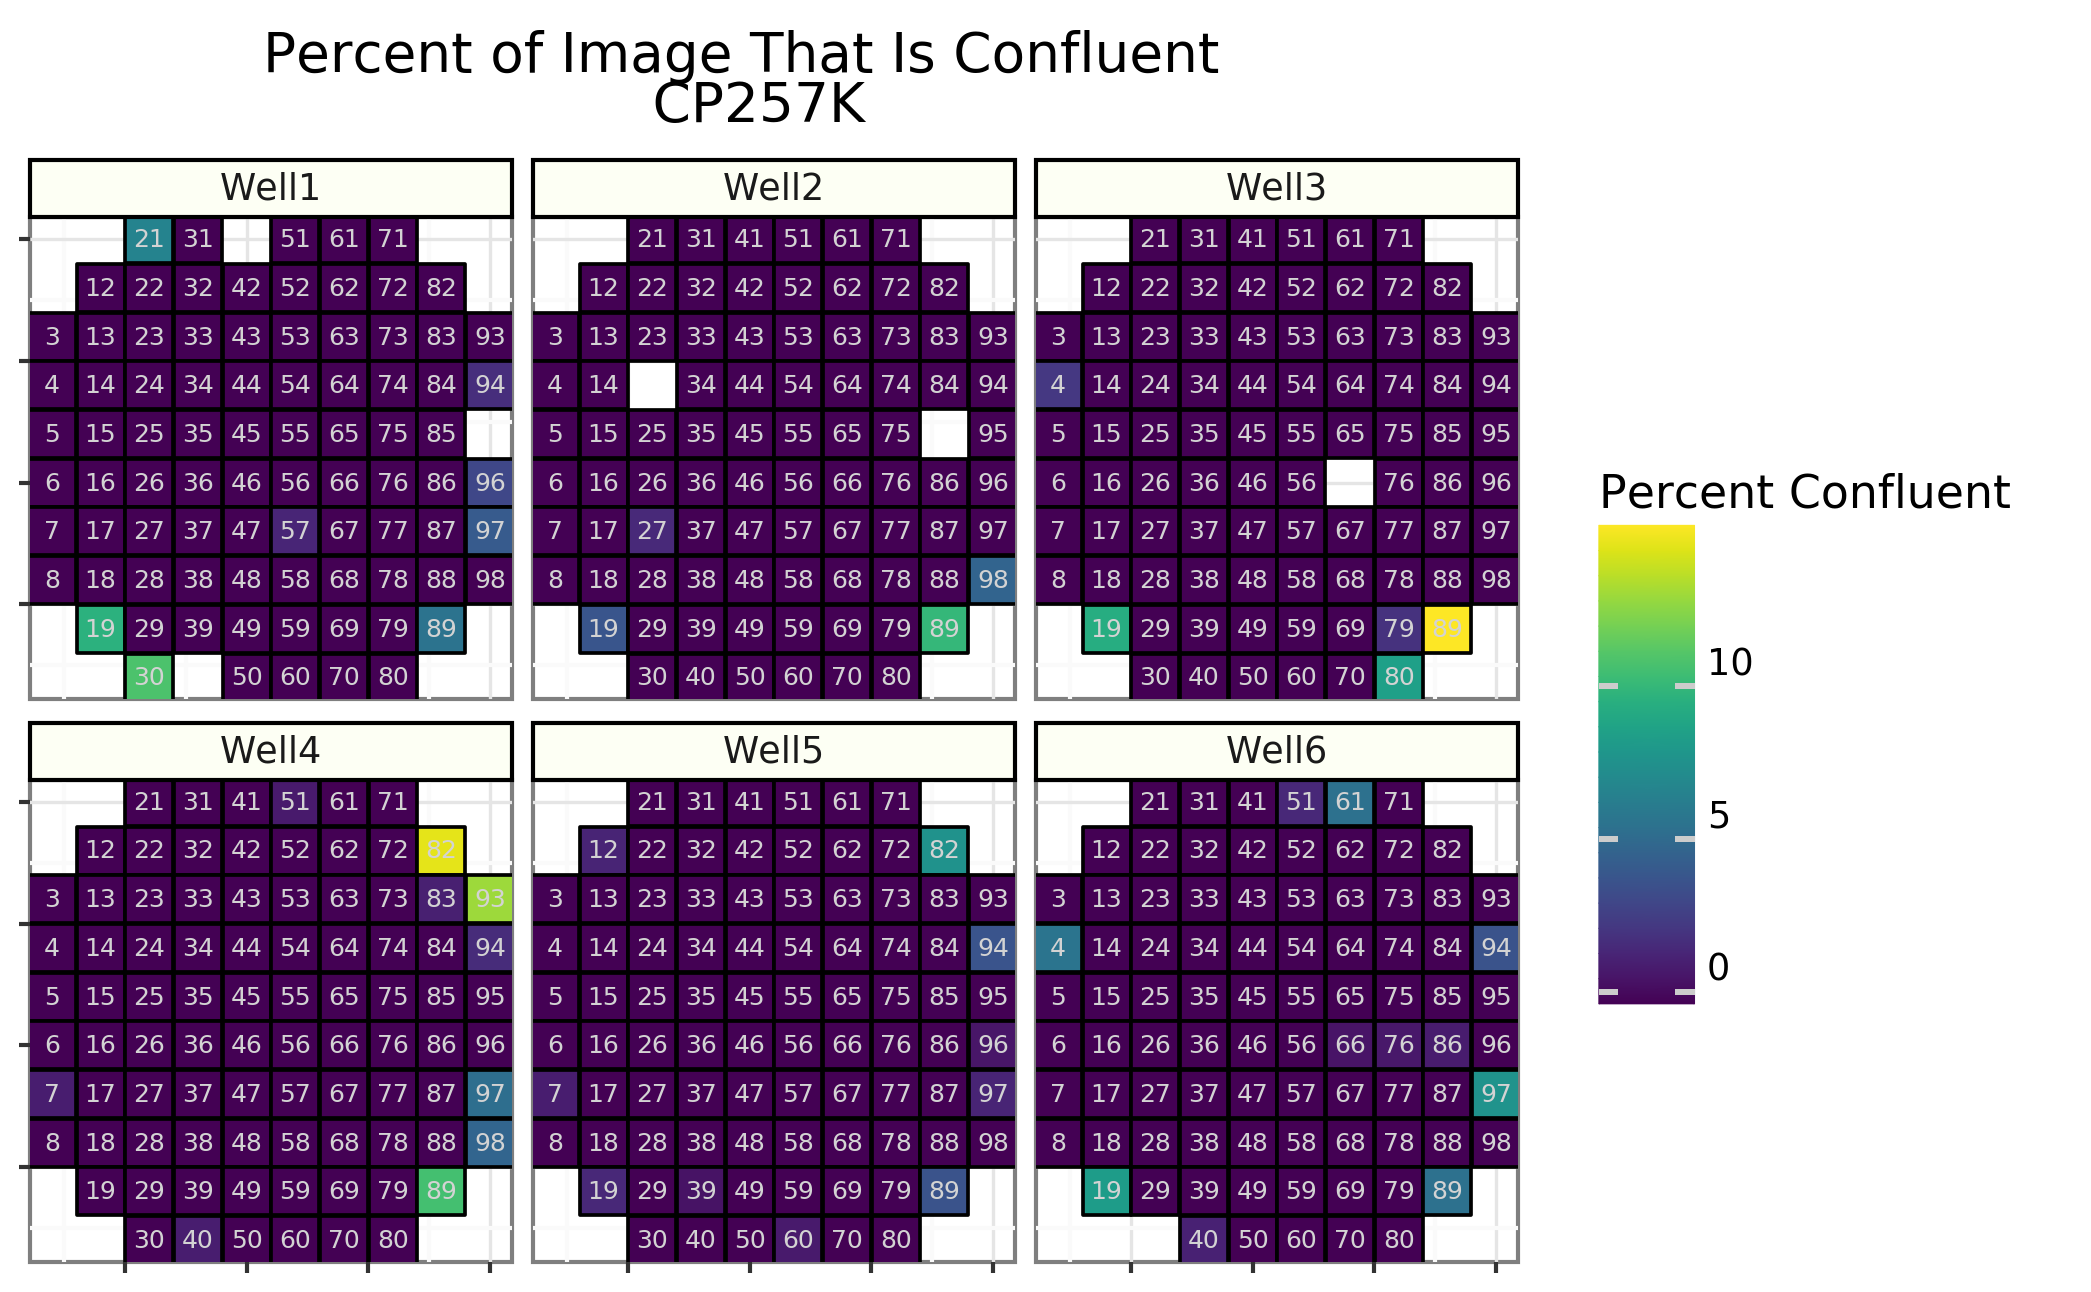 Percent of Image That Is Confluent
CP257K
Well1 Well2 Well3
21 31 51 61 71 21 31 41 51 61 71 21 31 41 51 61 71
12 22 32 42 52 62 72 82 12 22 32 42 52 62 72 82 12 22 32 42 52 62 72 82
3 13 23 33 43 53 63 73 83 93 3 13 23 33 43 53 63 73 83 93 3 13 23 33 43 53 63 73 83 93
4 14 24 34 44 54 64 74 84 94 4 14 34 44 54 64 74 84 94 4 14 24 34 44 54 64 74 84 94
5 15 25 35 45 55 65 75 85 5 15 25 35 45 55 65 75 95 5 15 25 35 45 55 65 75 85 95
6 16 26 36 46 56 66 76 86 96 6 16 26 36 46 56 66 76 86 96 6 16 26 36 46 56 76 86 96
7 17 27 37 47 57 67 77 87 97 7 17 27 37 47 57 67 77 87 97 7 17 27 37 47 57 67 77 87 97
8 18 28 38 48 58 68 78 88 98 8 18 28 38 48 58 68 78 88 98 8 18 28 38 48 58 68 78 88 98
19 29 39 49 59 69 79 89 19 29 39 49 59 69 79 89 19 29 39 49 59 69 79 89
30 50 60 70 80 30 40 50 60 70 80 30 40 50 60 70 80
Well4 Well5 Well6
21 31 41 51 61 71 21 31 41 51 61 71 21 31 41 51 61 71
12 22 32 42 52 62 72 82 12 22 32 42 52 62 72 82 12 22 32 42 52 62 72 82
3 13 23 33 43 53 63 73 83 93 3 13 23 33 43 53 63 73 83 93 3 13 23 33 43 53 63 73 83 93
4 14 24 34 44 54 64 74 84 94 4 14 24 34 44 54 64 74 84 94 4 14 24 34 44 54 64 74 84 94
5 15 25 35 45 55 65 75 85 95 5 15 25 35 45 55 65 75 85 95 5 15 25 35 45 55 65 75 85 95
6 16 26 36 46 56 66 76 86 96 6 16 26 36 46 56 66 76 86 96 6 16 26 36 46 56 66 76 86 96
7 17 27 37 47 57 67 77 87 97 7 17 27 37 47 57 67 77 87 97 7 17 27 37 47 57 67 77 87 97
8 18 28 38 48 58 68 78 88 98 8 18 28 38 48 58 68 78 88 98 8 18 28 38 48 58 68 78 88 98
19 29 39 49 59 69 79 89 19 29 39 49 59 69 79 89 19 29 39 49 59 69 79 89
30 40 50 60 70 80 30 40 50 60 70 80 40 50 60 70 80
Percent Confluent
10
5
0